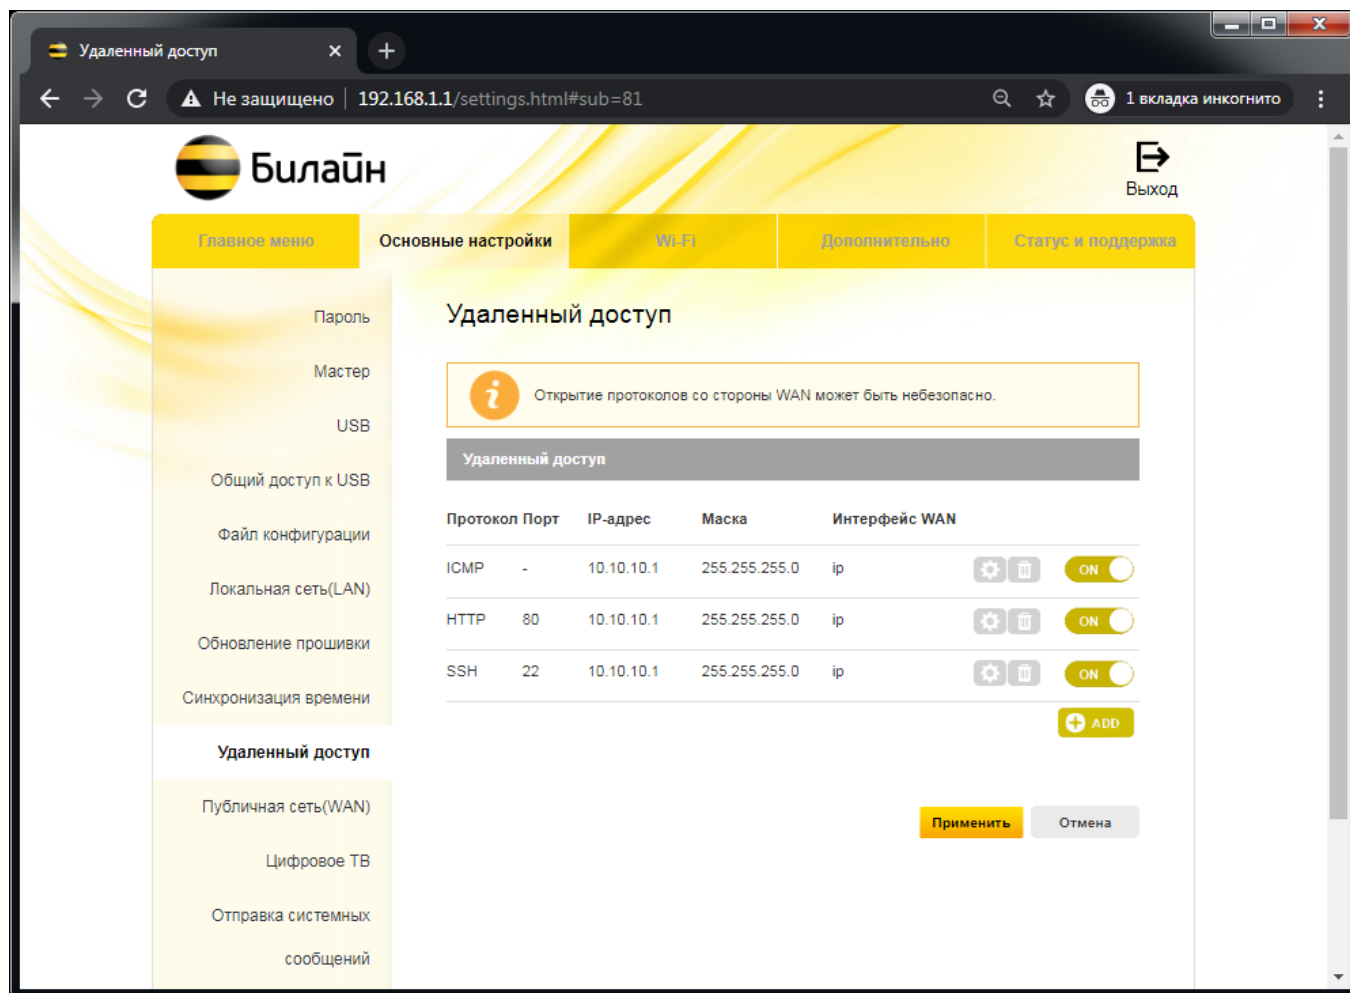 Удаленный доступ
Не защищено 192.168.1.1/settings.html#sub=81 1 вкладка инкогнито
Билайн
Выход
Главное меню Основные настройки Wi-Fi Дополнительно Статус и поддержка
Пароль
Мастер
USB
Общий доступ к USB
Файл конфигурации
Локальная сеть(LAN)
Обновление прошивки
Синхронизация времени
Удаленный доступ
Публичная сеть(WAN)
Цифровое ТВ
Отправка системных
сообщений
Удаленный доступ
Открытие протоколов со стороны WAN может быть небезопасно.
Удаленный доступ
Протокол Порт IP-адрес Маска Интерфейс WAN
ICMP - 10.10.10.1 255.255.255.0 ip ON
HTTP 80 10.10.10.1 255.255.255.0 ip ON
SSH 22 10.10.10.1 255.255.255.0 ip ON
ADD
Применить Отмена